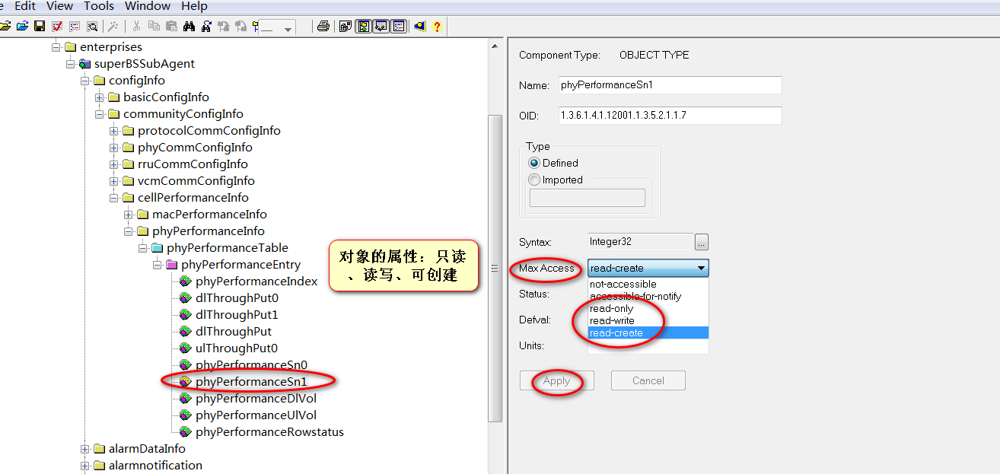 e Edit View Tools Window Help
enterprises
superBSSubAgent
configInfo
basicConfigInfo
communityConfigInfo
protocolCommConfigInfo
phyCommConfigInfo
rruCommConfigInfo
vcmCommConfigInfo
cellPerformanceInfo
macPerformanceInfo
phyPerformanceInfo
phyPerformanceTable
phyPerformanceEntry
phyPerformanceIndex
dlThroughPut0
dlThroughPut1
dlThroughPut
ulThroughPut0
phyPerformanceSn0
phyPerformanceSn1
phyPerformanceDlVol
phyPerformanceUlVol
phyPerformanceRowstatus
alarmDataInfo
alarmnotification
对象的属性：只读
、读写、可创建
Component Type: OBJECT TYPE
Name: phyPerformanceSn1
OID: 1.3.6.1.4.1.12001.1.3.5.2.1.1.7
Type
Defined
Imported
Syntax: Integer32 ...
Max Access read-create
not-accessible
Status: accessible-for-notify
read-only
Defval: read-write
read-create
Units:
Apply Cancel